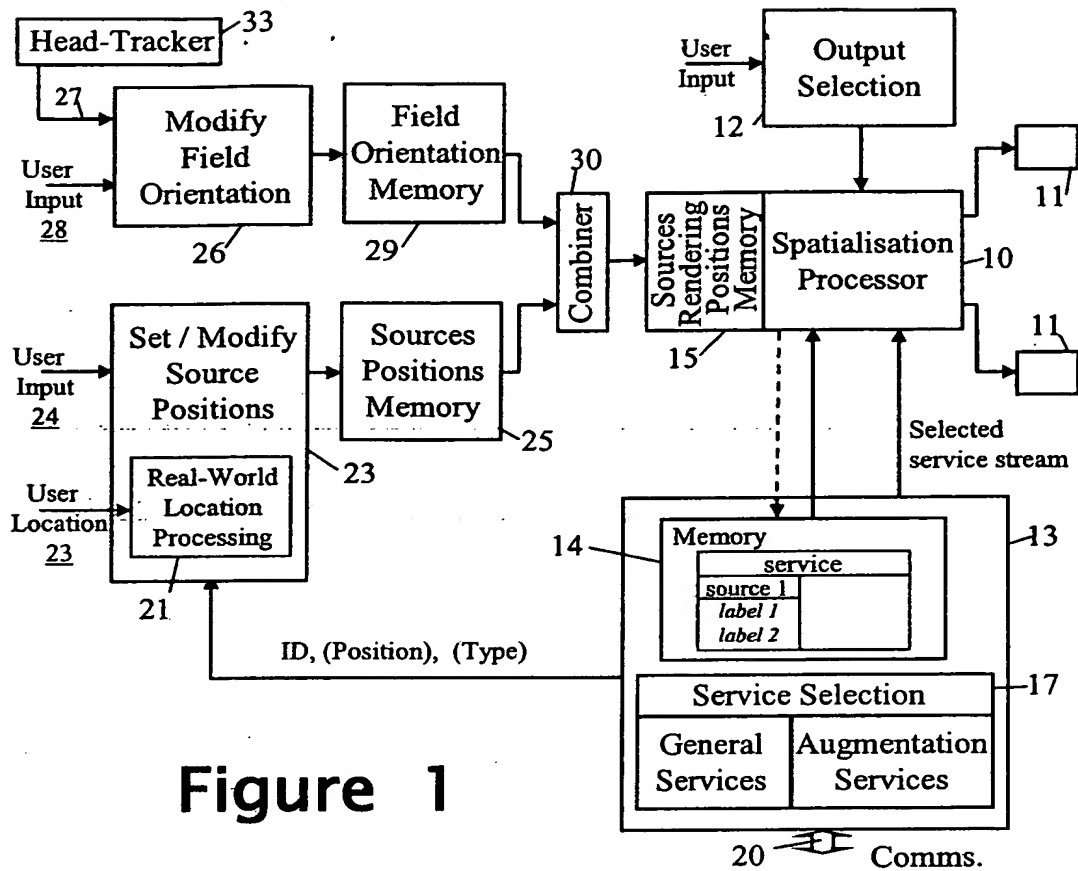 Head-Tracker
33
27
Modify
Field
Orientation
26
User
Input
28
Field
Orientation
Memory
29
User
Input
Output
Selection
12
30
Combiner
Sources
Rendering
Positions
Memory
15
Spatialisation
Processor
10
11
11
User
Input
24
Set / Modify
Source
Positions
23
Sources
Positions
Memory
25
User
Location
23
Real-World
Location
Processing
21
Selected
service stream
13
14
Memory
service
source 1
label 1
label 2
ID, (Position), (Type)
17
Service Selection
General
Services
Augmentation
Services
20
Comms.
Figure 1